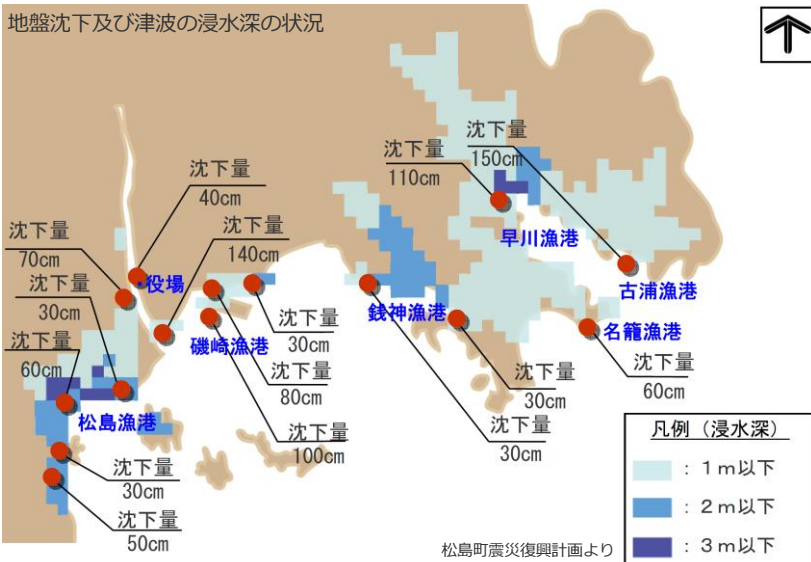 地盤沈下及び津波の浸水深の状況
沈下量
150cm
沈下量
110cm
沈下量
40cm
沈下量
70cm
沈下量
140cm
早川漁港
役場
沈下量
30cm
古浦漁港
銭神漁港
名籠漁港
磯崎漁港
沈下量
30cm
沈下量
60cm
沈下量
80cm
沈下量
30cm
沈下量
60cm
松島漁港
沈下量
100cm
沈下量
30cm
沈下量
30cm
沈下量
50cm
凡例（浸水深）
：１ｍ以下
：２ｍ以下
：３ｍ以下
松島町震災復興計画より